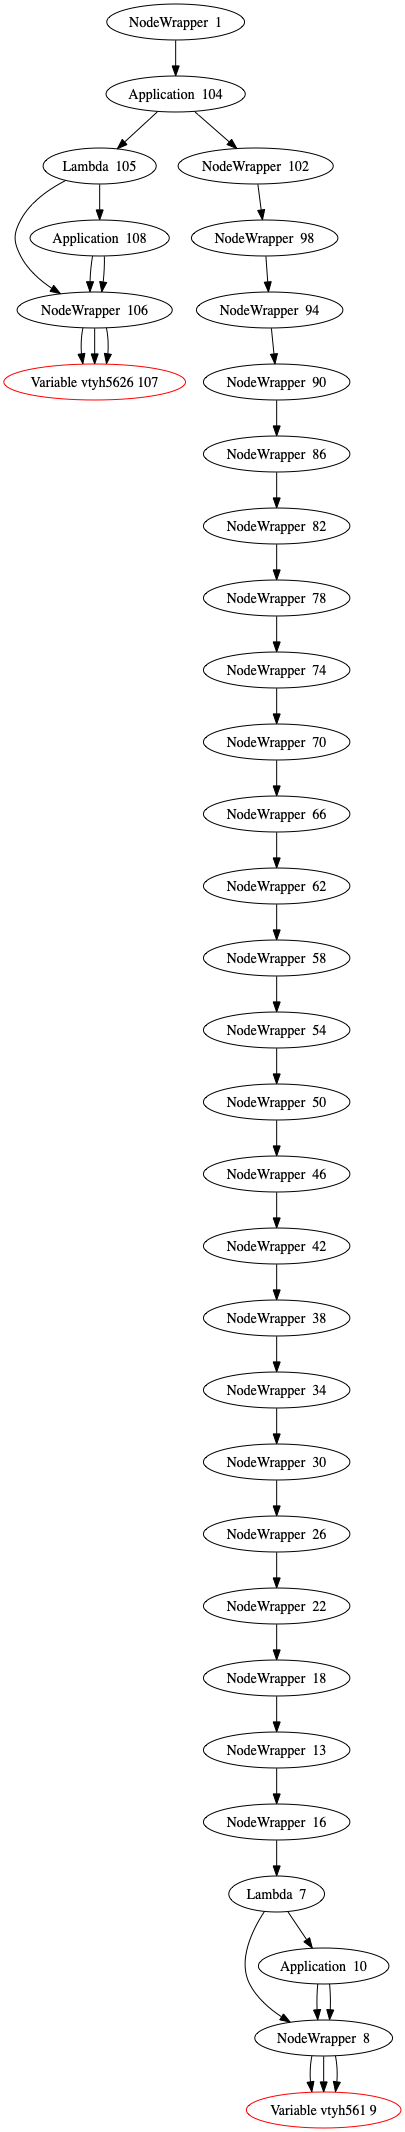 NodeWrapper 1
Application 104
Lambda 105
NodeWrapper 102
Application 108
NodeWrapper 98
NodeWrapper 106
NodeWrapper 94
Variable vtyh5626 107
NodeWrapper 90
NodeWrapper 86
NodeWrapper 82
NodeWrapper 78
NodeWrapper 74
NodeWrapper 70
NodeWrapper 66
NodeWrapper 62
NodeWrapper 58
NodeWrapper 54
NodeWrapper 50
NodeWrapper 46
NodeWrapper 42
NodeWrapper 38
NodeWrapper 34
NodeWrapper 30
NodeWrapper 26
NodeWrapper 22
NodeWrapper 18
NodeWrapper 13
NodeWrapper 16
Lambda 7
Application 10
NodeWrapper 8
Variable vtyh561 9